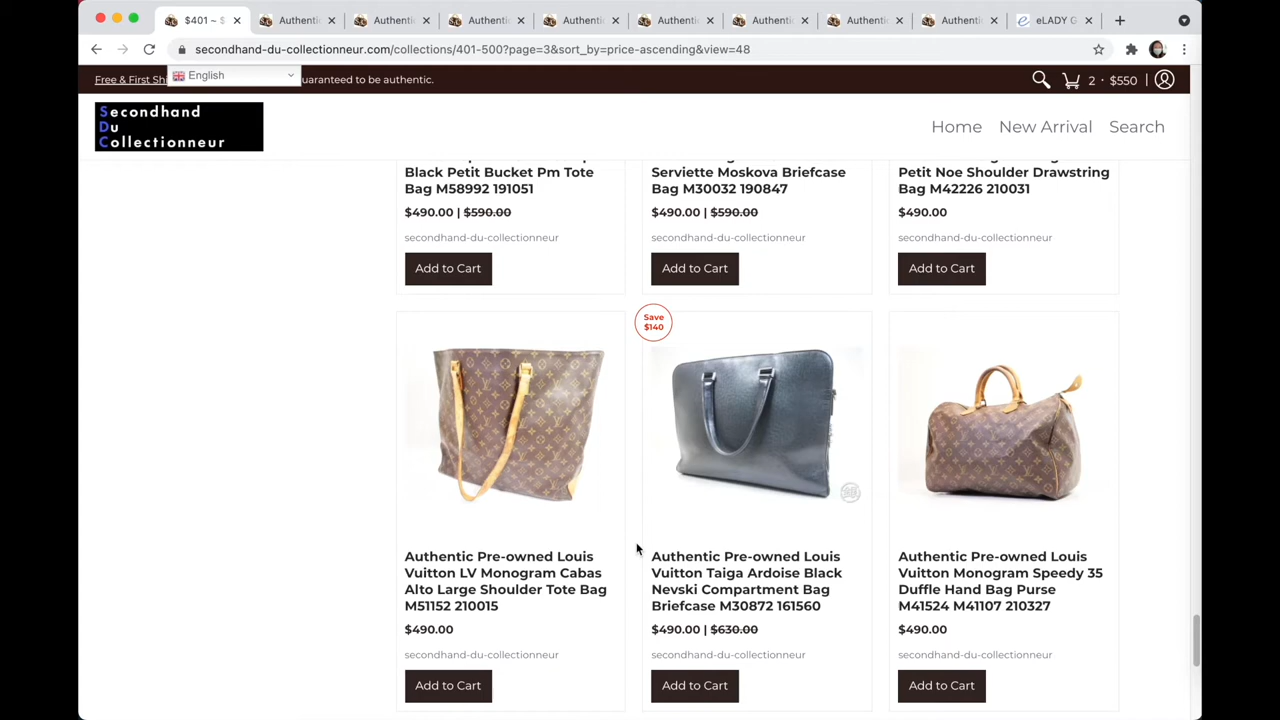 $401 ~ S
Authentic
Authentic
Authentic
Authentic
Authentic
Authentic
Authentic
Authentic
eLADY G
secondhand-du-collectionneur.com/collections/401-500?page=3&sort_by=price-ascending&view=48
Free & First Shi
English
uaranteed to be authentic.
2 · $550
Secondhand
Du
Collectionneur
Home New Arrival Search
Black Petit Bucket Pm Tote
Bag M58992 191051
$490.00 | $590.00
secondhand-du-collectionneur
Add to Cart
Serviette Moskova Briefcase
Bag M30032 190847
$490.00 | $590.00
secondhand-du-collectionneur
Add to Cart
Petit Noe Shoulder Drawstring
Bag M42226 210031
$490.00
secondhand-du-collectionneur
Add to Cart
Authentic Pre-owned Louis
Vuitton LV Monogram Cabas
Alto Large Shoulder Tote Bag
M51152 210015
$490.00
secondhand-du-collectionneur
Add to Cart
Save
$140
Authentic Pre-owned Louis
Vuitton Taiga Ardoise Black
Nevski Compartment Bag
Briefcase M30872 161560
$490.00 | $630.00
secondhand-du-collectionneur
Add to Cart
Authentic Pre-owned Louis
Vuitton Monogram Speedy 35
Duffle Hand Bag Purse
M41524 M41107 210327
$490.00
secondhand-du-collectionneur
Add to Cart